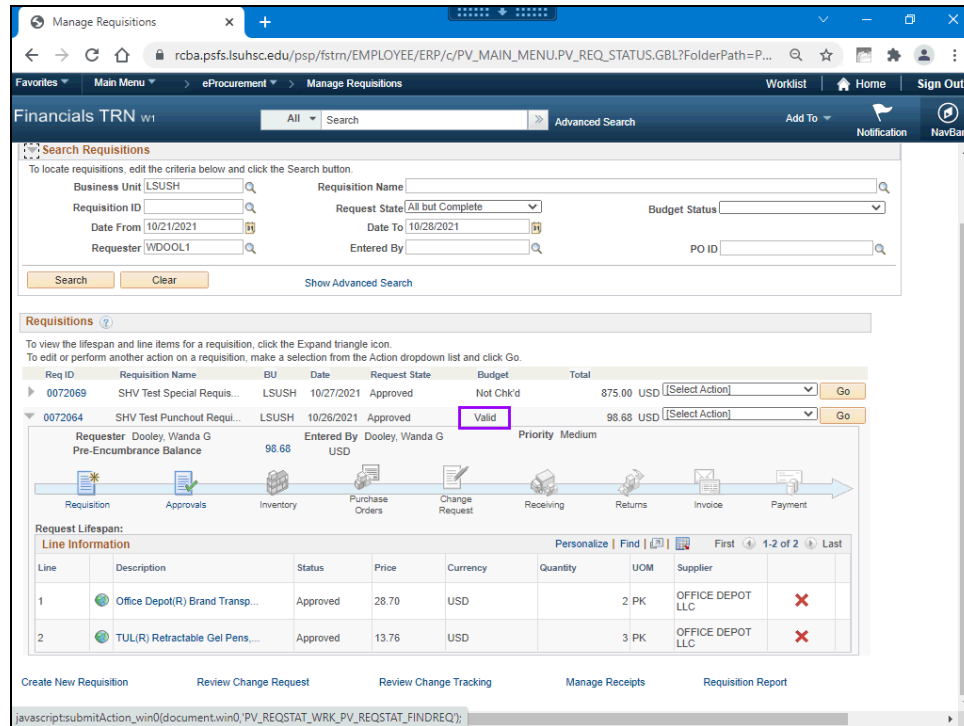 Manage Requisitions
rcba.psfs.lsuhsc.edu/psp/fstrn/EMPLOYEE/ERP/c/PV_MAIN_MENU.PV_REQ_STATUS.GBL?FolderPath=P...
Favorites Main Menu > eProcurement > Manage Requisitions Worklist Home Sign Out
Financials TRN W1 All Search » Advanced Search Add To Notification NavBar
Search Requisitions
To locate requisitions, edit the criteria below and click the Search button.
Business Unit LSUSH Requisition Name
Requisition ID Request State All but Complete Budget Status
Date From 10/21/2021 Date To 10/28/2021
Requester WDOOL1 Entered By PO ID
Search Clear Show Advanced Search
Requisitions ?
To view the lifespan and line items for a requisition, click the Expand triangle icon.
To edit or perform another action on a requisition, make a selection from the Action dropdown list and click Go.
Req ID Requisition Name BU Date Request State Budget Total
0072069 SHV Test Special Requis... LSUSH 10/27/2021 Approved Not Chk'd 875.00 USD [Select Action] Go
0072064 SHV Test Punchout Requi... LSUSH 10/26/2021 Approved Valid 98.68 USD [Select Action] Go
Requester Dooley, Wanda G Entered By Dooley, Wanda G Priority Medium
Pre-Encumbrance Balance 98.68 USD
Requisition Approvals Inventory Purchase Orders Change Request Receiving Returns Invoice Payment
Request Lifespan:
Line Information Personalize | Find | First 1-2 of 2 Last
Line Description Status Price Currency Quantity UOM Supplier
1 Office Depot(R) Brand Transp... Approved 28.70 USD 2 PK OFFICE DEPOT LLC
2 TUL(R) Retractable Gel Pens,... Approved 13.76 USD 3 PK OFFICE DEPOT LLC
Create New Requisition Review Change Request Review Change Tracking Manage Receipts Requisition Report
javascript:submitAction_win0(document.win0,'PV_REQSTAT_WRK_PV_REQSTAT_FINDREQ');